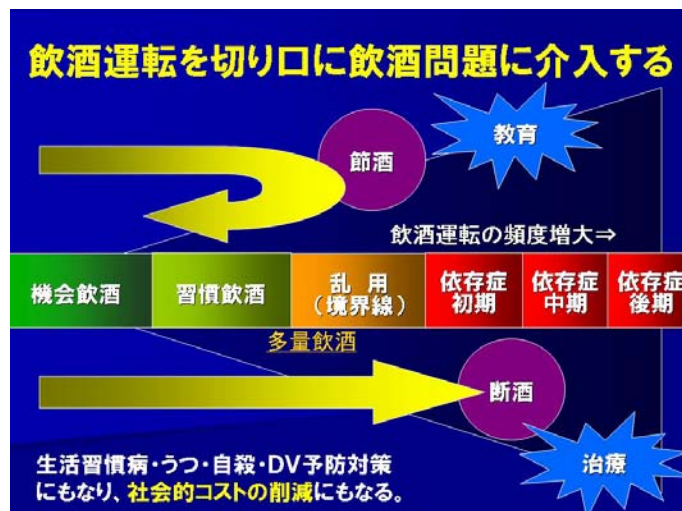 飲酒運転を切り口に飲酒問題に介入する
節酒
教育
飲酒運転の頻度増大⇒
機会飲酒
習慣飲酒
乱 用
(境界線)
依存症
初期
依存症
中期
依存症
後期
多量飲酒
断酒
治療
生活習慣病・うつ・自殺・DV予防対策
にもなり、社会的コストの削減にもなる。